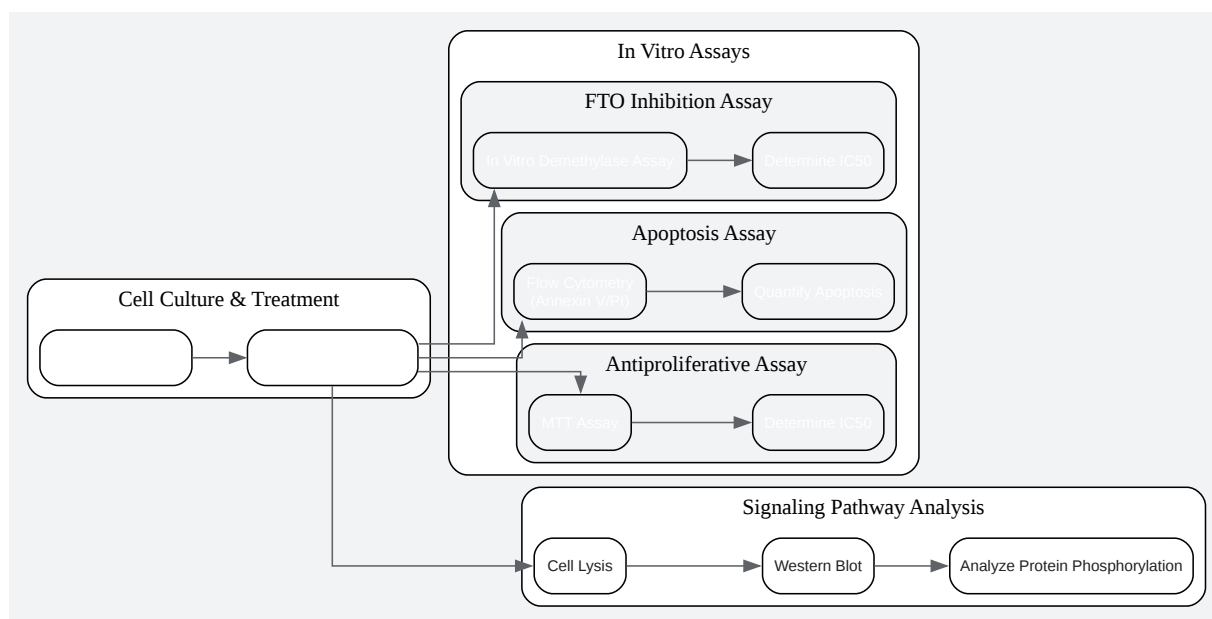 In Vitro Assays
FTO Inhibition Assay
In Vitro Demethylase Assay
Determine IC50
Apoptosis Assay
Flow Cytometry
(Annexin V/PI)
Quantify Apoptosis
Cell Culture & Treatment
Antiproliferative Assay
MTT Assay
Determine IC50
Signaling Pathway Analysis
Cell Lysis
Western Blot
Analyze Protein Phosphorylation